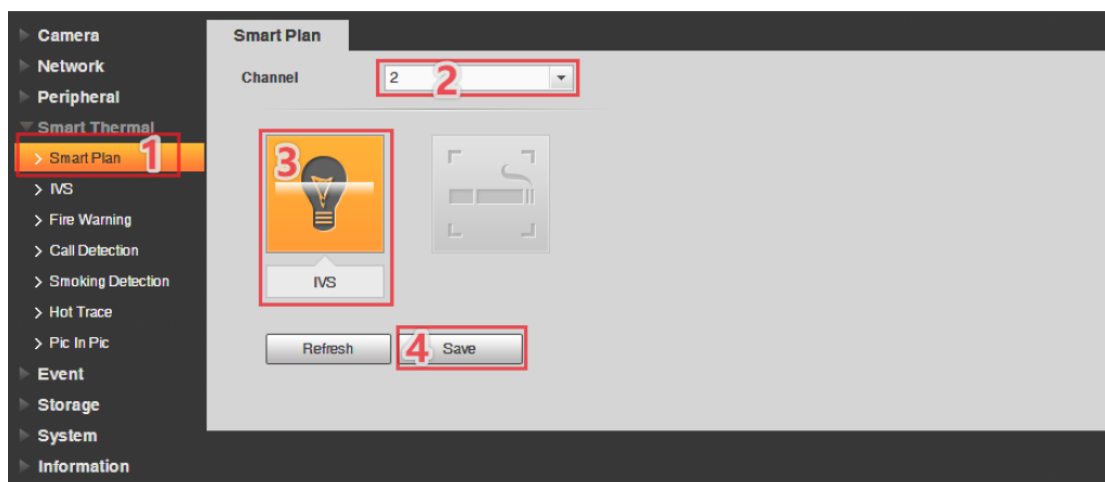 Camera
Network
Peripheral
Smart Thermal
Smart Plan 1
IVS
Fire Warning
Call Detection
Smoking Detection
Hot Trace
Pic In Pic
Event
Storage
System
Information
Smart Plan
Channel 2 2
3
IVS
Refresh 4 Save